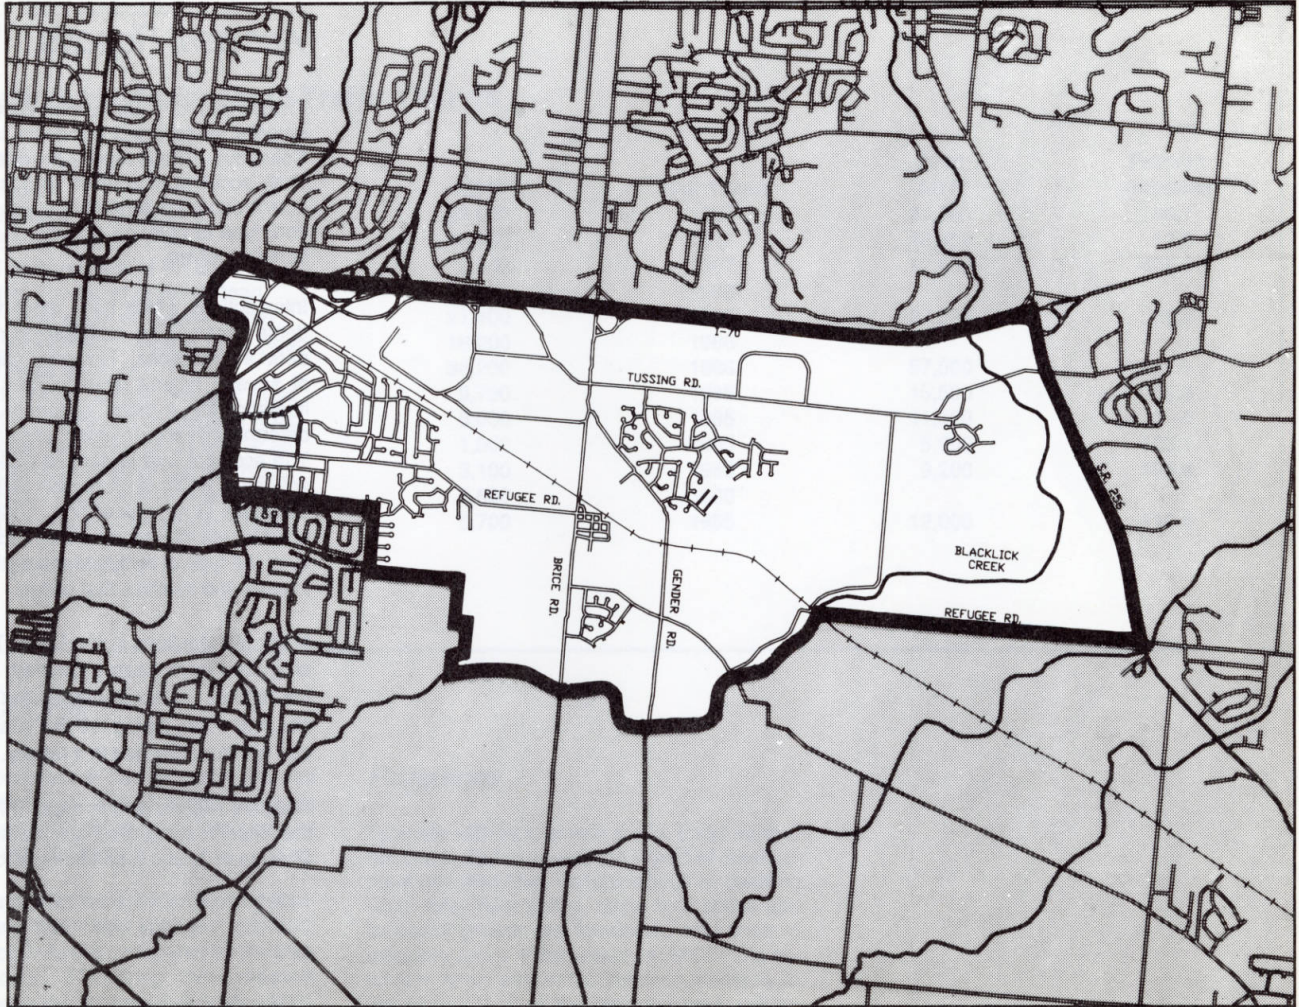 I-70
TUSSING RD.
S.R. 256
REFUGEE RD.
BLACKLICK
CREEK
BRICE RD.
GENDER RD.
REFUGEE RD.